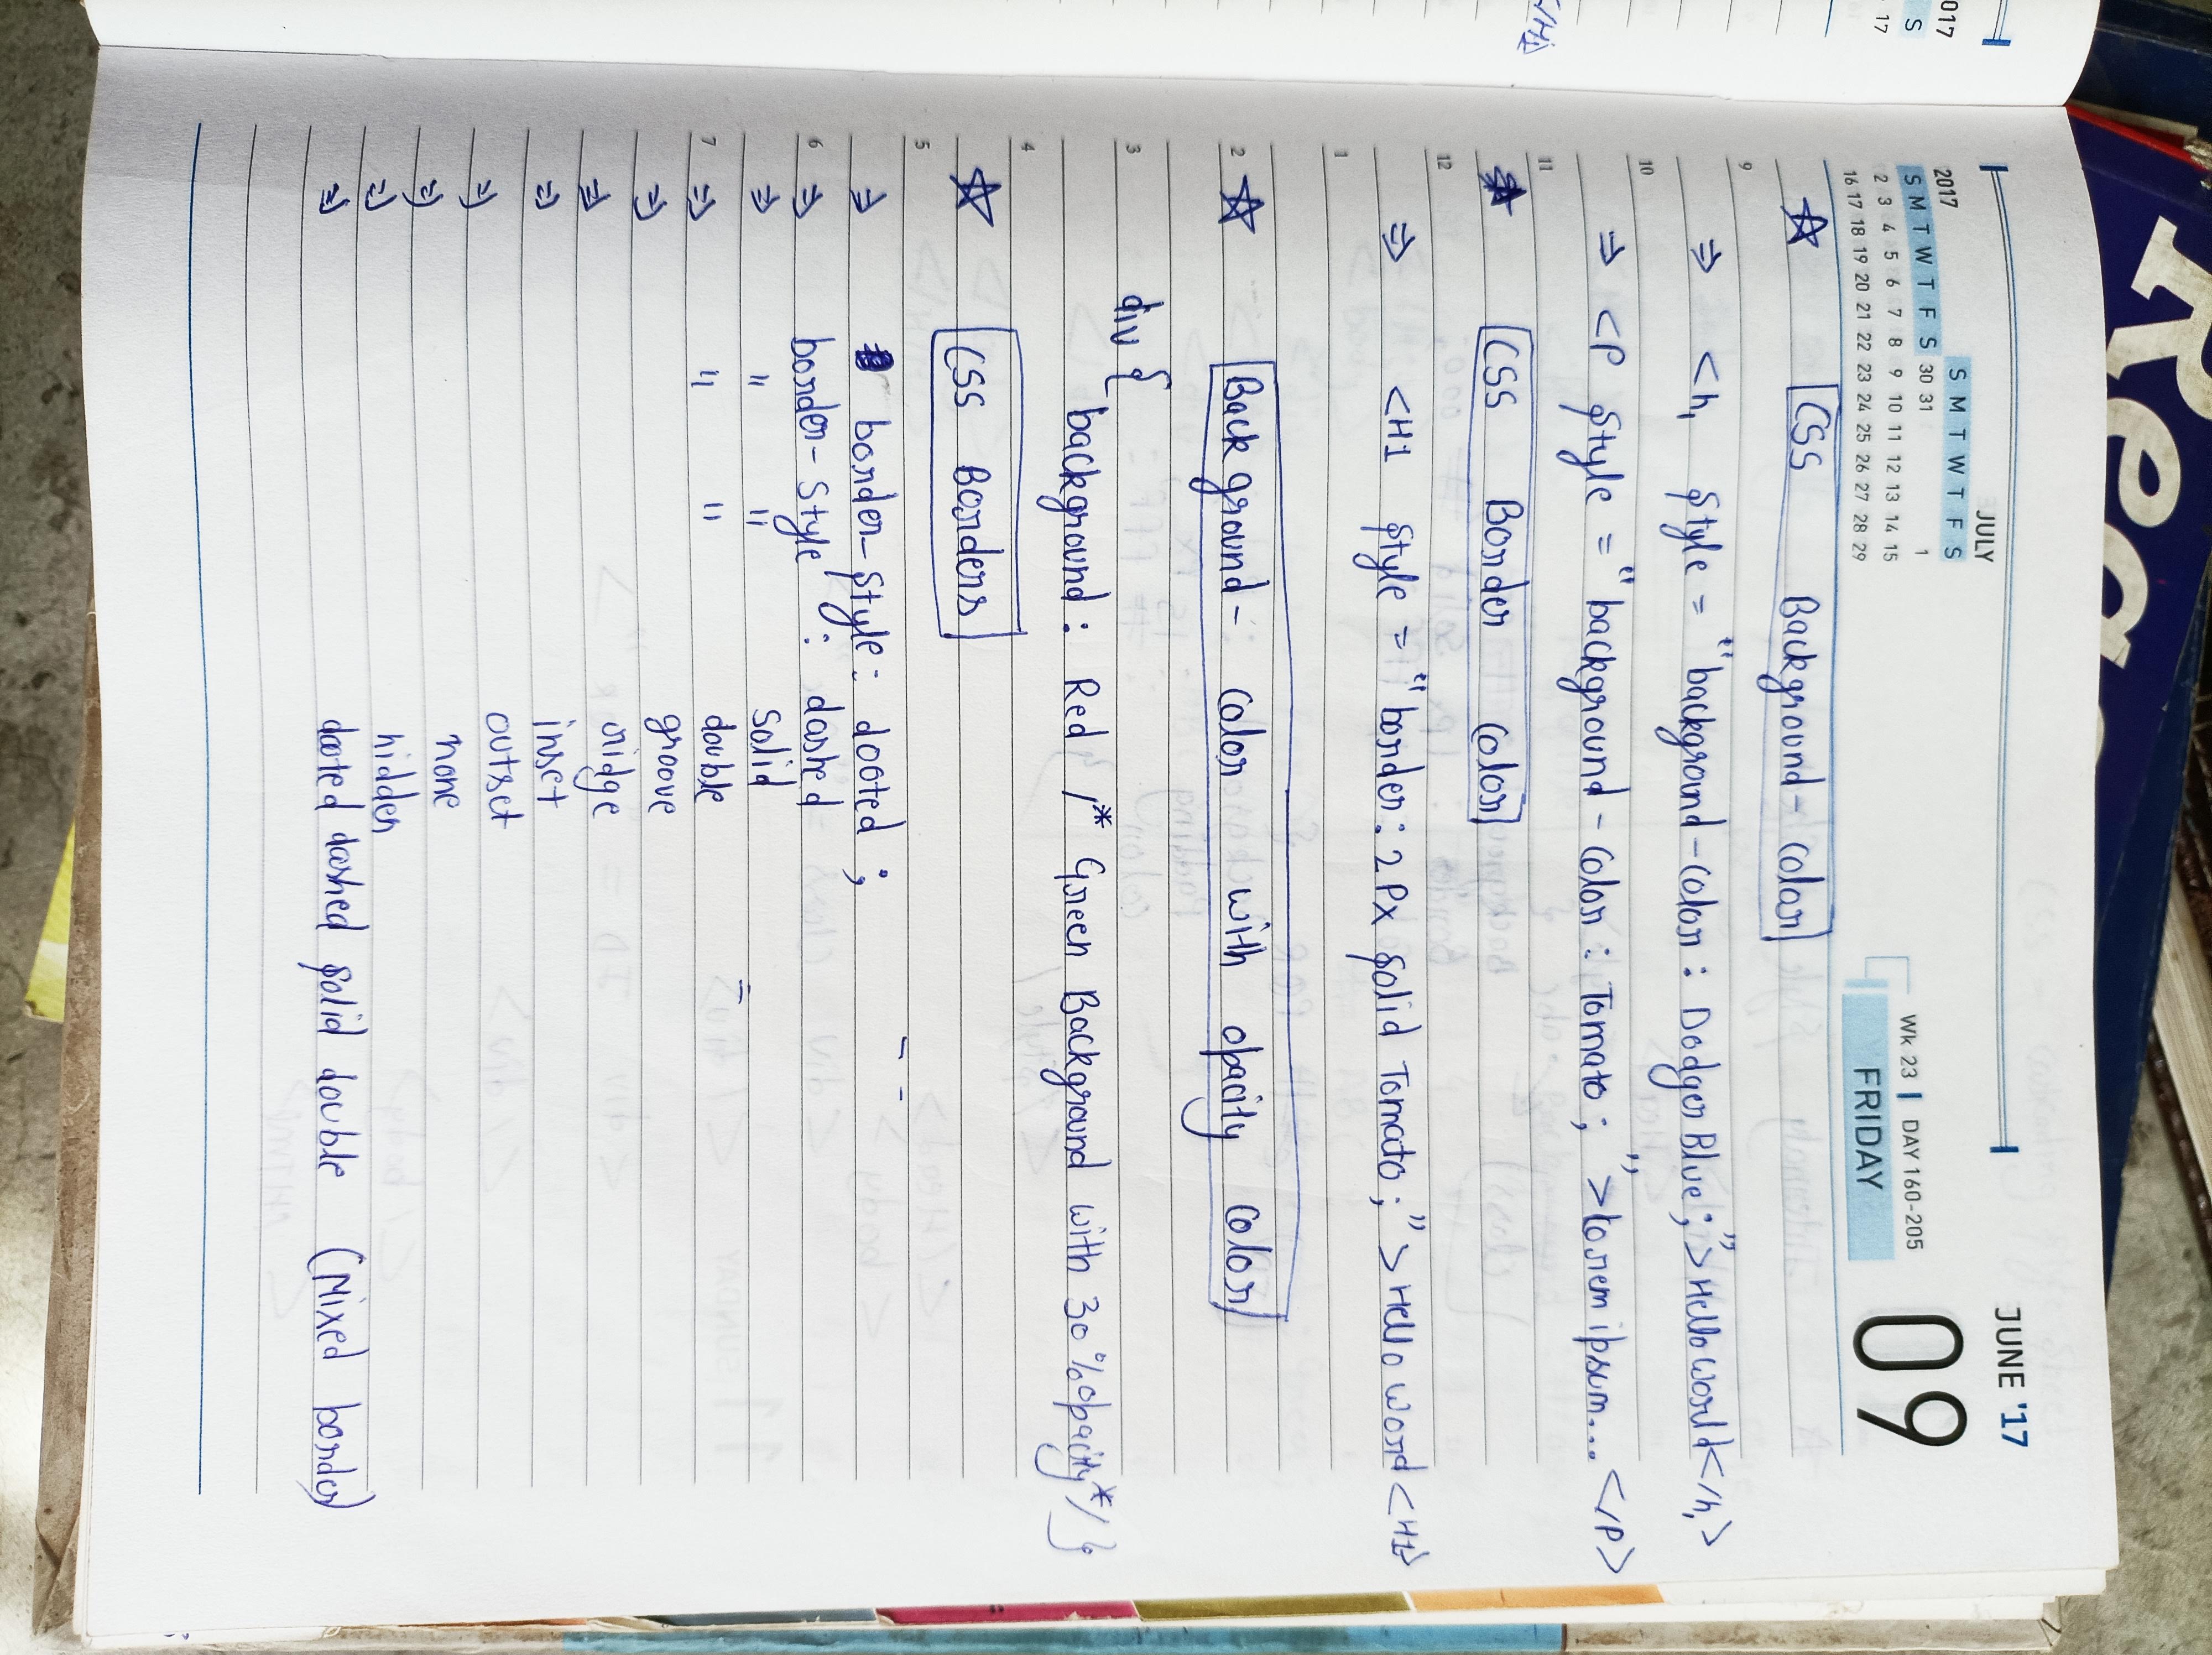 Rea
JUNE '17
09
JULY
2017 S M T W T F S
S M T W T F S 30 31 1
2 3 4 5 6 7 8 9 10 11 12 13 14 15
16 17 18 19 20 21 22 23 24 25 26 27 28 29
Wk 23 | DAY 160-205
FRIDAY
017
S
17
</H1
☆ CSS Background- Color
9
⇒ <h1 style = "background-color: DodgerBlue;">Hello World</h1>
10
⇒ <P style = "background-color: Tomato;">Lorem ipsum... </P>
11
☆ CSS Border Color
12
⇒ <H1 style = "border: 2 Px solid Tomato;">Hello Word <H1>
1
2 ☆ Back ground- color with opacity color
3 div {
background: Red /* Green Background with 30% opacity */ }
4
☆ CSS Borders
5
⇒ border-style: dooted ;
6 ⇒ border-style : dashed
⇒ " " solid
7 ⇒ " " double =
⇒ groove
⇒ ridge
⇒ inset
⇒ outset
⇒ none
⇒ hidden
⇒ dooted dashed solid double (Mixed border)